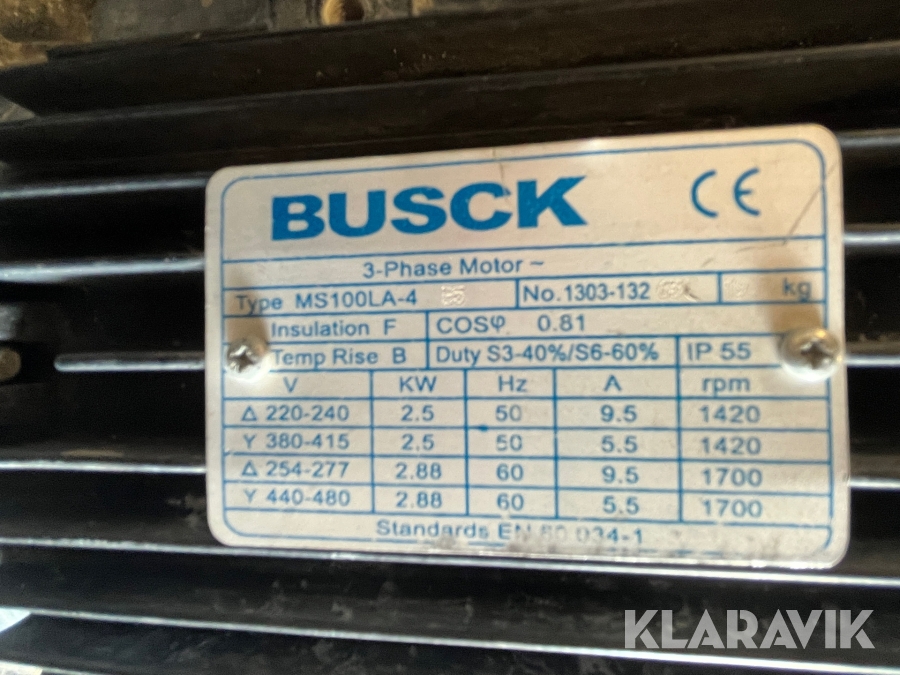 BUSCK CE
3-Phase Motor ~
Type MS100LA-4 No.1303-132 kg
Insulation F COSφ 0.81
Temp Rise B Duty S3-40%/S6-60% IP 55
V KW Hz A rpm
Δ 220-240 2.5 50 9.5 1420
Y 380-415 2.5 50 5.5 1420
Δ 254-277 2.88 60 9.5 1700
Y 440-480 2.88 60 5.5 1700
Standards EN 60 034-1
KLARAVIK